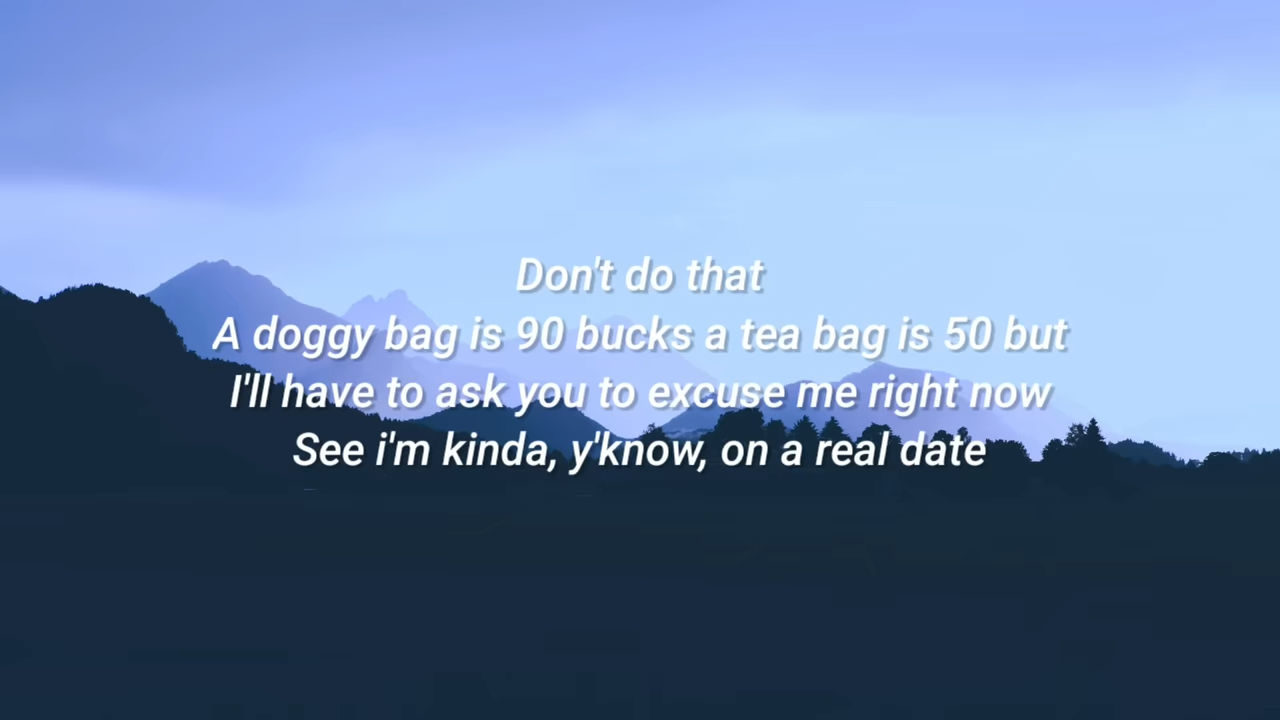 Don't do that
A doggy bag is 90 bucks a tea bag is 50 but
I'll have to ask you to excuse me right now
See i'm kinda, y'know, on a real date